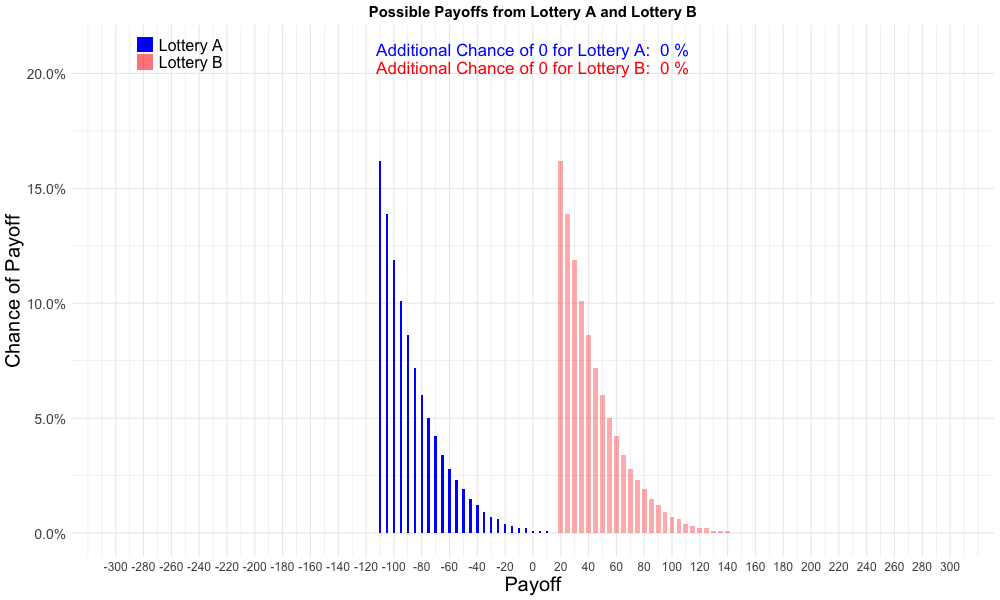 Possible Payoffs from Lottery A and Lottery B
Lottery A
Lottery B
Additional Chance of 0 for Lottery A:  0 %
Additional Chance of 0 for Lottery B:  0 %
Chance of Payoff
20.0%
15.0%
10.0%
5.0%
0.0%
-300 -280 -260 -240 -220 -200 -180 -160 -140 -120 -100 -80 -60 -40 -20 0 20 40 60 80 100 120 140 160 180 200 220 240 260 280 300
Payoff